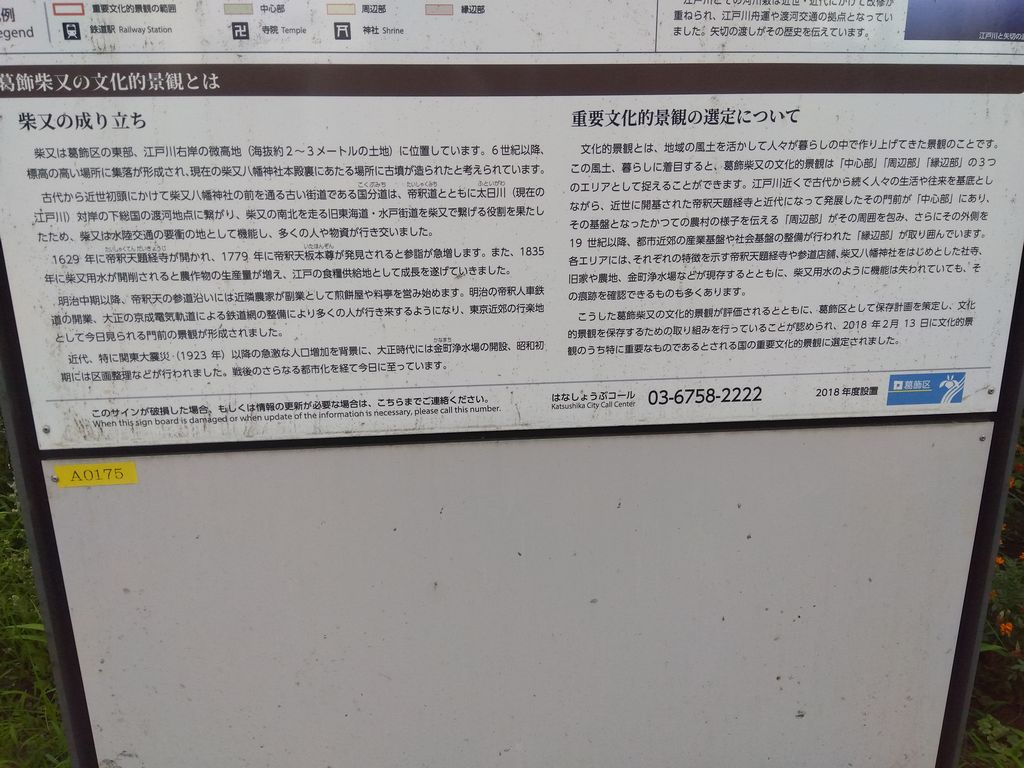 例
egend
重要文化的景観の範囲
中心部
周辺部
縁辺部
鉄道駅 Railway Station
寺院 Temple
神社 Shrine
重ねられ、江戸川舟運や渡河交通の拠点となってい
ました。矢切の渡しがその歴史を伝えています。
葛飾柴又の文化的景観とは
柴又の成り立ち
柴又は葛飾区の東部、江戸川右岸の微高地（海抜約2～3メートルの土地）に位置しています。6世紀以降、
標高の高い場所に集落が形成され、現在の柴又八幡神社本殿裏にあたる場所に古墳が造られたと考えられています。
古代から近世初頭にかけて柴又八幡神社の前を通る古い街道である国分道は、帝釈道とともに太日川（現在の
江戸川）対岸の下総国の渡河地点に繋がり、柴又の南北を走る旧東海道・水戸街道を柴又で繋げる役割を果たし
たため、柴又は水陸交通の要衝の地として機能し、多くの人や物資が行き交いました。
1629 年に帝釈天題経寺が開かれ、1779 年に帝釈天板本尊が発見されると参詣が急増します。また、1835
年に柴又用水が開削されると農作物の生産量が増え、江戸の食糧供給地として成長を遂げていきました。
明治中期以降、帝釈天の参道沿いには近隣農家が副業として煎餅屋や料亭を営み始めます。明治の帝釈人車鉄
道の開業、大正の京成電気軌道による鉄道網の整備により多くの人が行き来するようになり、東京近郊の行楽地
として今日見られる門前の景観が形成されました。
近代、特に関東大震災（1923 年）以降の急激な人口増加を背景に、大正時代には金町浄水場の開設、昭和初
期には区画整理などが行われました。戦後のさらなる都市化を経て今日に至っています。
重要文化的景観の選定について
文化的景観とは、地域の風土を活かして人々が暮らしの中で作り上げてきた景観のことです。
この風土、暮らしに着目すると、葛飾柴又の文化的景観は「中心部」「周辺部」「縁辺部」の3つ
のエリアとして捉えることができます。江戸川近くで古代から続く人々の生活や往来を基底とし
ながら、近世に開基された帝釈天題経寺と近代になって発展したその門前が「中心部」にあり、
その基盤となったかつての農村の様子を伝える「周辺部」がその周囲を包み、さらにその外側を
19 世紀以降、都市近郊の産業基盤や社会基盤の整備が行われた「縁辺部」が取り囲んでいます。
各エリアには、それぞれの特徴を示す帝釈天題経寺や参道店舗、柴又八幡神社をはじめとした社寺、
旧家や農地、金町浄水場などが現存するとともに、柴又用水のように機能は失われていても、そ
の痕跡を確認できるものも多くあります。
こうした葛飾柴又の文化的景観が評価されるとともに、葛飾区として保存計画を策定し、文化
的景観を保存するための取り組みを行っていることが認められ、2018 年 2 月 13 日に文化的景
観のうち特に重要なものであるとされる国の重要文化的景観に選定されました。
このサインが破損した場合、もしくは情報の更新が必要な場合は、こちらまでご連絡ください。
When this sign board is damaged or when update of the information is necessary, please call this number.
はなしょうぶコール
Katsushika City Call Center
03-6758-2222
2018 年度設置
葛飾区
A0175